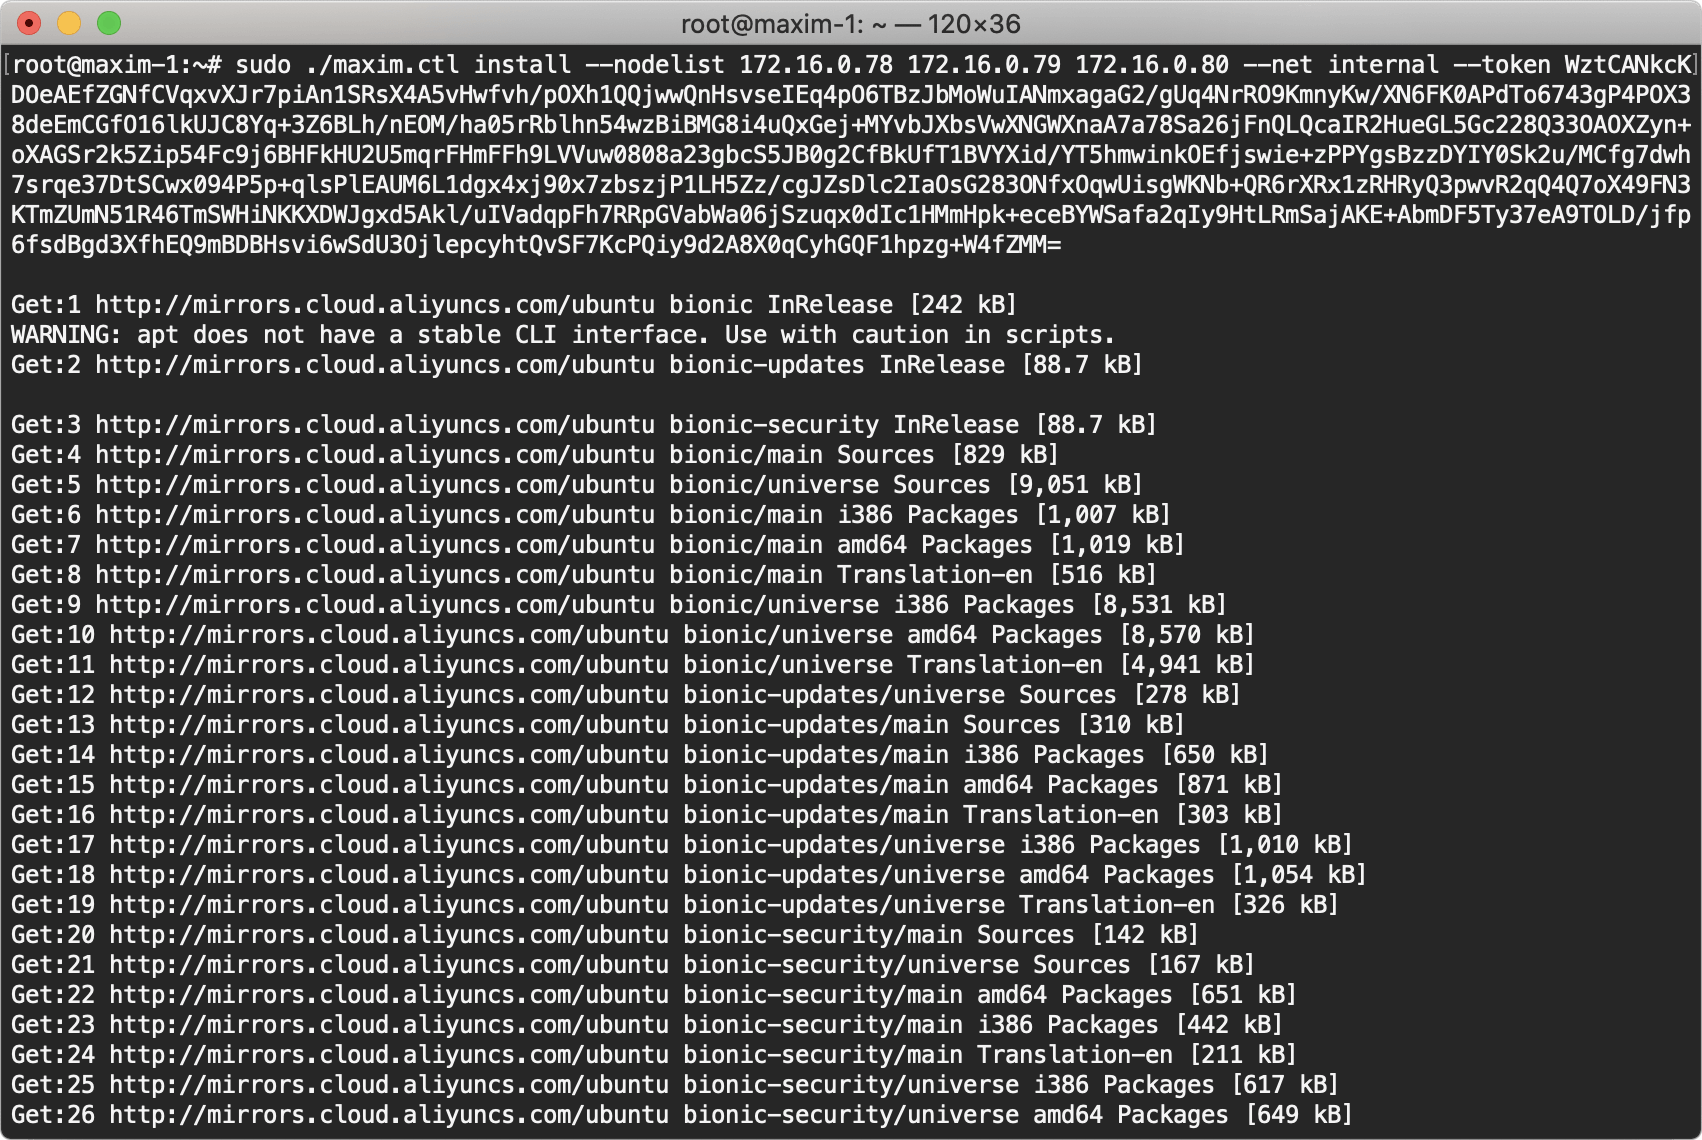 root@maxim-1: ~ — 120×36
[root@maxim-1:~# sudo ./maxim.ctl install --nodelist 172.16.0.78 172.16.0.79 172.16.0.80 --net internal --token WztCANkcK]
DOeAEfZGNfCVqxvXJr7piAn1SRsX4A5vHwfvh/pOXh1QQjwwQnHsvseIEq4pO6TBzJbMoWuIANmxagaG2/gUq4NrRO9KmnyKw/XN6FK0APdTo6743gP4POX3
8deEmCGfO16lkUJC8Yq+3Z6BLh/nEOM/ha05rRblhn54wzBiBMG8i4uQxGej+MYvbJXbsVwXNGWXnaA7a78Sa26jFnQLQcaIR2HueGL5Gc228Q33OAOXZyn+
oXAGSr2k5Zip54Fc9j6BHFkHU2U5mqrFHmFFh9LVVuw0808a23gbcS5JB0g2CfBkUfT1BVYXid/YT5hmwinkOEfjswie+zPPYgsBzzDYIY0Sk2u/MCfg7dwh
7srqe37DtSCwx094P5p+qlsPlEAUM6L1dgx4xj90x7zbszjP1LH5Zz/cgJZsDlc2IaOsG283ONfxOqwUisgWKNb+QR6rXRx1zRHRyQ3pwvR2qQ4Q7oX49FN3
KTmZUmN51R46TmSWHiNKKXDWJgxd5Akl/uIVadqpFh7RRpGVabWa06jSzuqx0dIc1HMmHpk+eceBYWSafa2qIy9HtLRmSajAKE+AbmDF5Ty37eA9TOLD/jfp
6fsdBgd3XfhEQ9mBDBHsvi6wSdU3OjlepcyhtQvSF7KcPQiy9d2A8X0qCyhGQF1hpzg+W4fZMM=
Get:1 http://mirrors.cloud.aliyuncs.com/ubuntu bionic InRelease [242 kB]
WARNING: apt does not have a stable CLI interface. Use with caution in scripts.
Get:2 http://mirrors.cloud.aliyuncs.com/ubuntu bionic-updates InRelease [88.7 kB]
Get:3 http://mirrors.cloud.aliyuncs.com/ubuntu bionic-security InRelease [88.7 kB]
Get:4 http://mirrors.cloud.aliyuncs.com/ubuntu bionic/main Sources [829 kB]
Get:5 http://mirrors.cloud.aliyuncs.com/ubuntu bionic/universe Sources [9,051 kB]
Get:6 http://mirrors.cloud.aliyuncs.com/ubuntu bionic/main i386 Packages [1,007 kB]
Get:7 http://mirrors.cloud.aliyuncs.com/ubuntu bionic/main amd64 Packages [1,019 kB]
Get:8 http://mirrors.cloud.aliyuncs.com/ubuntu bionic/main Translation-en [516 kB]
Get:9 http://mirrors.cloud.aliyuncs.com/ubuntu bionic/universe i386 Packages [8,531 kB]
Get:10 http://mirrors.cloud.aliyuncs.com/ubuntu bionic/universe amd64 Packages [8,570 kB]
Get:11 http://mirrors.cloud.aliyuncs.com/ubuntu bionic/universe Translation-en [4,941 kB]
Get:12 http://mirrors.cloud.aliyuncs.com/ubuntu bionic-updates/universe Sources [278 kB]
Get:13 http://mirrors.cloud.aliyuncs.com/ubuntu bionic-updates/main Sources [310 kB]
Get:14 http://mirrors.cloud.aliyuncs.com/ubuntu bionic-updates/main i386 Packages [650 kB]
Get:15 http://mirrors.cloud.aliyuncs.com/ubuntu bionic-updates/main amd64 Packages [871 kB]
Get:16 http://mirrors.cloud.aliyuncs.com/ubuntu bionic-updates/main Translation-en [303 kB]
Get:17 http://mirrors.cloud.aliyuncs.com/ubuntu bionic-updates/universe i386 Packages [1,010 kB]
Get:18 http://mirrors.cloud.aliyuncs.com/ubuntu bionic-updates/universe amd64 Packages [1,054 kB]
Get:19 http://mirrors.cloud.aliyuncs.com/ubuntu bionic-updates/universe Translation-en [326 kB]
Get:20 http://mirrors.cloud.aliyuncs.com/ubuntu bionic-security/main Sources [142 kB]
Get:21 http://mirrors.cloud.aliyuncs.com/ubuntu bionic-security/universe Sources [167 kB]
Get:22 http://mirrors.cloud.aliyuncs.com/ubuntu bionic-security/main amd64 Packages [651 kB]
Get:23 http://mirrors.cloud.aliyuncs.com/ubuntu bionic-security/main i386 Packages [442 kB]
Get:24 http://mirrors.cloud.aliyuncs.com/ubuntu bionic-security/main Translation-en [211 kB]
Get:25 http://mirrors.cloud.aliyuncs.com/ubuntu bionic-security/universe i386 Packages [617 kB]
Get:26 http://mirrors.cloud.aliyuncs.com/ubuntu bionic-security/universe amd64 Packages [649 kB]